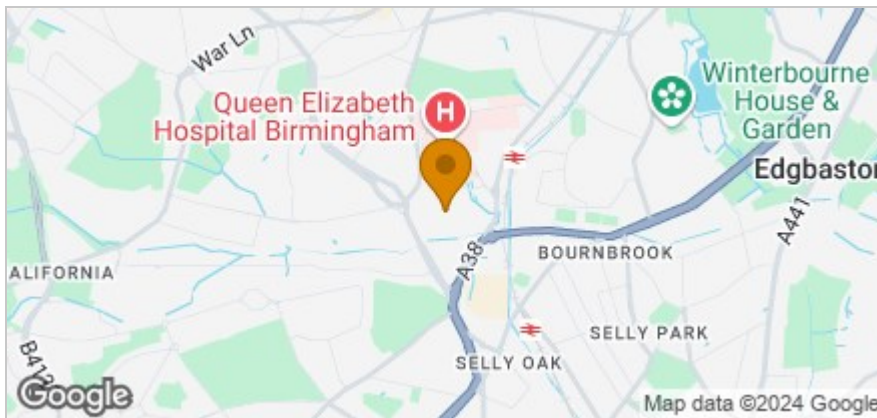 War Ln
Queen Elizabeth
Hospital Birmingham
H
Winterbourne
House &
Garden
Edgbaston
A441
A38
BOURNBROOK
ALIFORNIA
B412
SELLY PARK
SELLY OAK
Google
Map data ©2024 Google